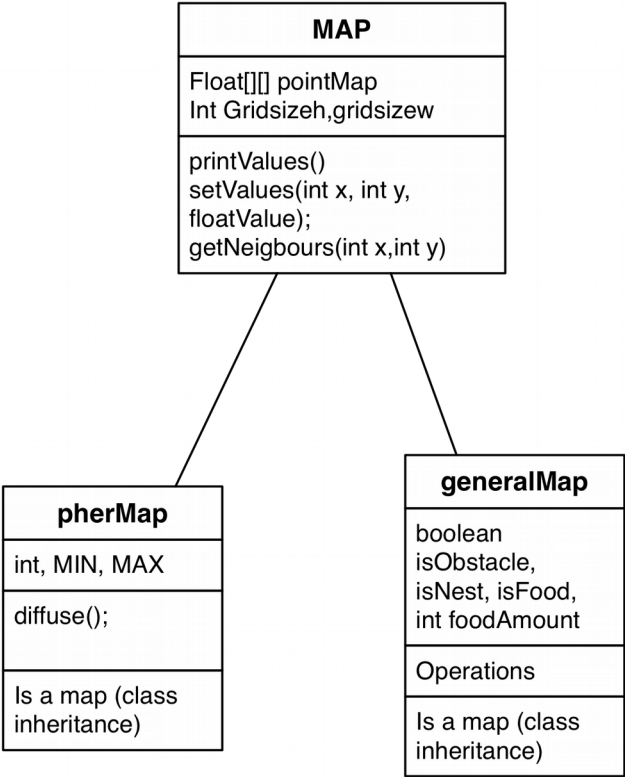 MAP
Float[][] pointMap
Int Gridsizeh,gridsizew
printValues()
setValues(int x, int y,
floatValue);
getNeigbours(int x,int y)
pherMap
int, MIN, MAX
diffuse();
Is a map (class
inheritance)
generalMap
boolean
isObstacle,
isNest, isFood,
int foodAmount
Operations
Is a map (class
inheritance)